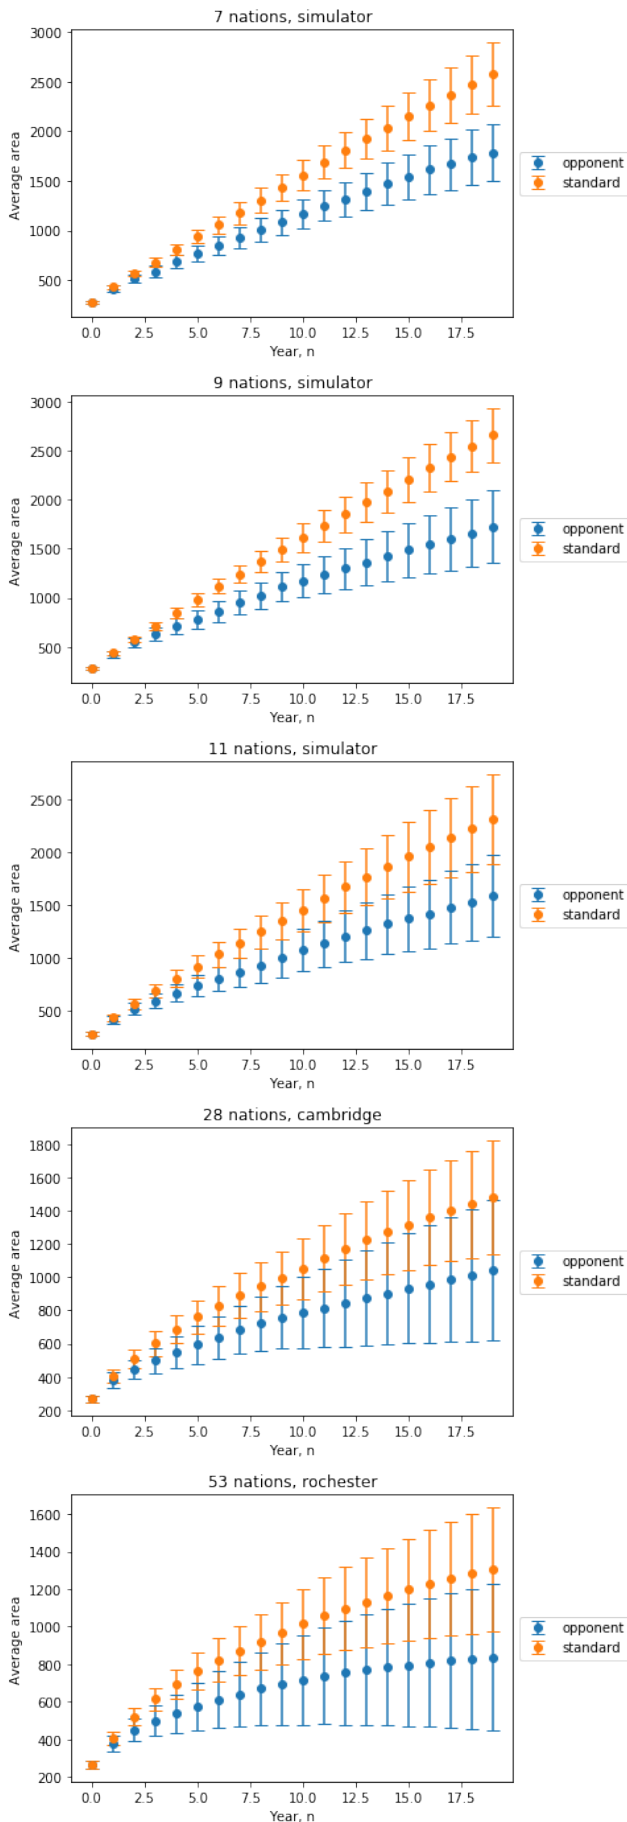 7 nations, simulator
3000
2500
2000
1500
1000
500
Average area
0.0 2.5 5.0 7.5 10.0 12.5 15.0 17.5
Year, n
opponent
standard
9 nations, simulator
3000
2500
2000
1500
1000
500
Average area
0.0 2.5 5.0 7.5 10.0 12.5 15.0 17.5
Year, n
opponent
standard
11 nations, simulator
2500
2000
1500
1000
500
Average area
0.0 2.5 5.0 7.5 10.0 12.5 15.0 17.5
Year, n
opponent
standard
28 nations, cambridge
1800
1600
1400
1200
1000
800
600
400
200
Average area
0.0 2.5 5.0 7.5 10.0 12.5 15.0 17.5
Year, n
opponent
standard
53 nations, rochester
1600
1400
1200
1000
800
600
400
200
Average area
0.0 2.5 5.0 7.5 10.0 12.5 15.0 17.5
Year, n
opponent
standard